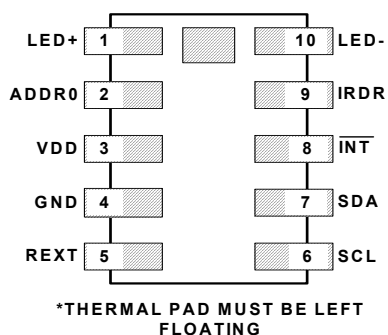 LED+ 1 10 LED-
ADDR0 2 9 IRDR
VDD 3 8 INT
GND 4 7 SDA
REXT 5 6 SCL
*THERMAL PAD MUST BE LEFT
FLOATING